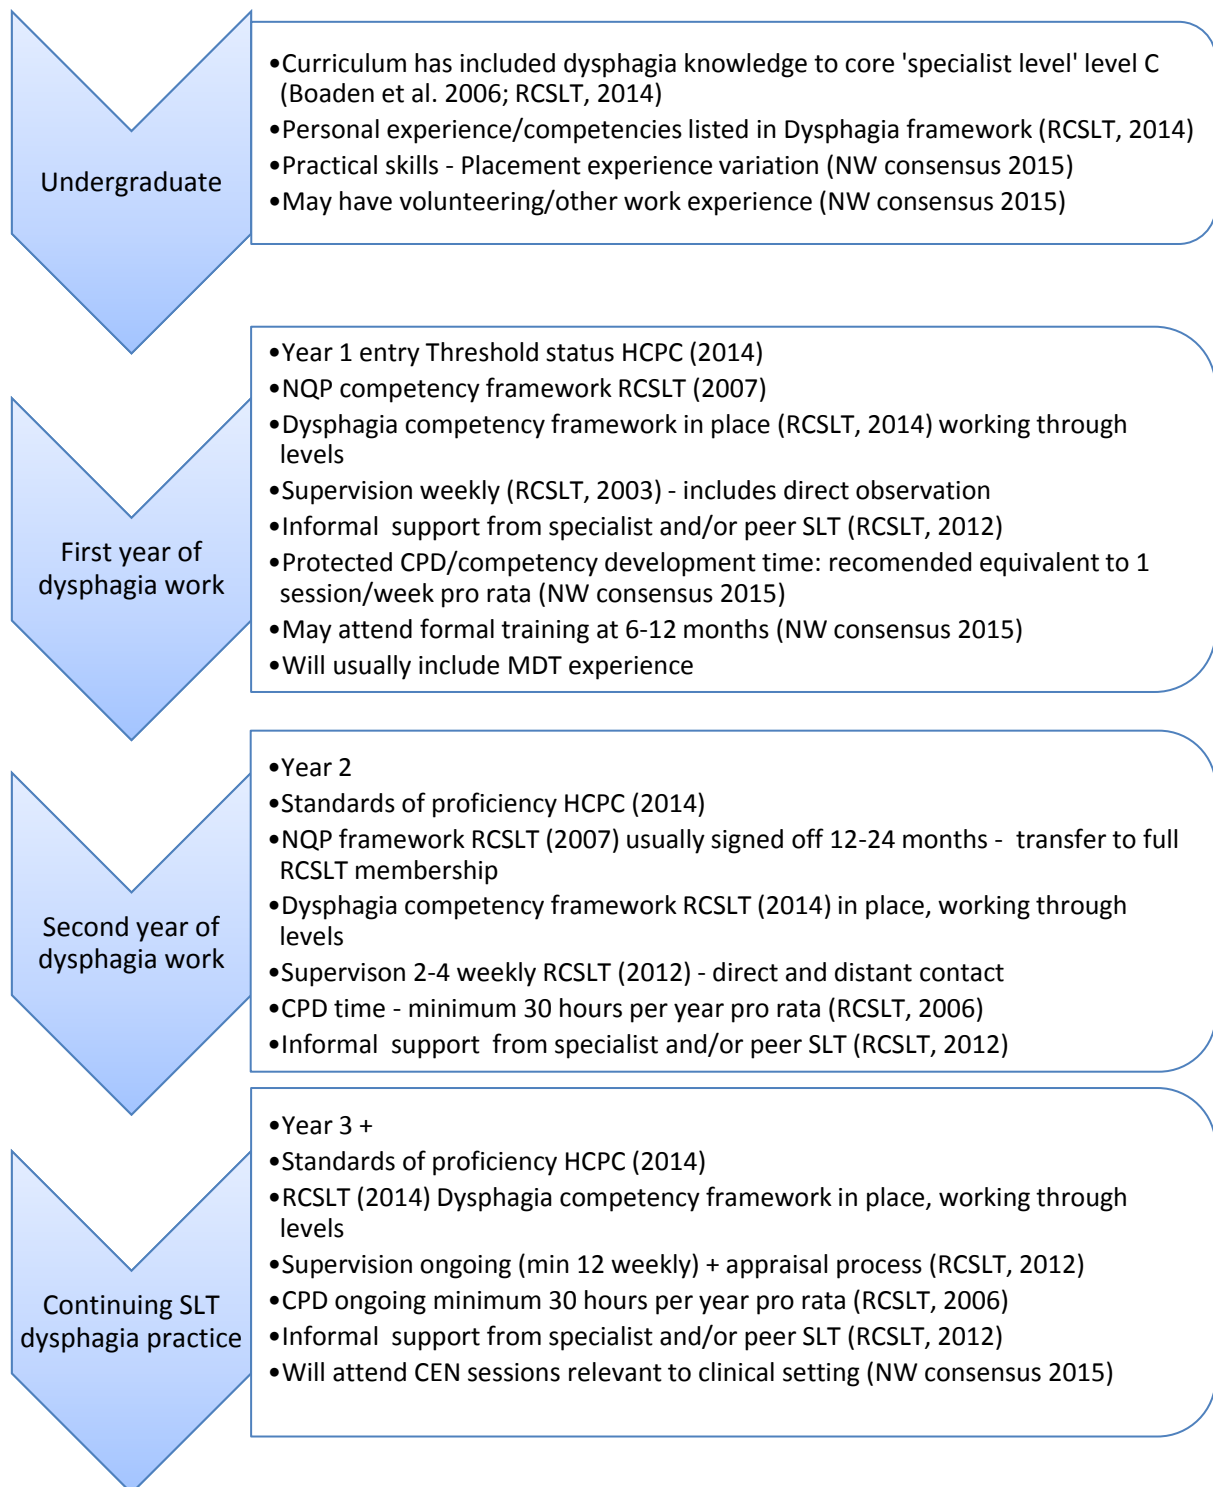 Undergraduate
•Curriculum has included dysphagia knowledge to core 'specialist level' level C
(Boaden et al. 2006; RCSLT, 2014)
•Personal experience/competencies listed in Dysphagia framework (RCSLT, 2014)
•Practical skills - Placement experience variation (NW consensus 2015)
•May have volunteering/other work experience (NW consensus 2015)
First year of
dysphagia work
•Year 1 entry Threshold status HCPC (2014)
•NQP competency framework RCSLT (2007)
•Dysphagia competency framework in place (RCSLT, 2014) working through
levels
•Supervision weekly (RCSLT, 2003) - includes direct observation
•Informal  support from specialist and/or peer SLT (RCSLT, 2012)
•Protected CPD/competency development time: recomended equivalent to 1
session/week pro rata (NW consensus 2015)
•May attend formal training at 6-12 months (NW consensus 2015)
•Will usually include MDT experience
Second year of
dysphagia work
•Year 2
•Standards of proficiency HCPC (2014)
•NQP framework RCSLT (2007) usually signed off 12-24 months -  transfer to full
RCSLT membership
•Dysphagia competency framework RCSLT (2014) in place, working through
levels
•Supervison 2-4 weekly RCSLT (2012) - direct and distant contact
•CPD time - minimum 30 hours per year pro rata (RCSLT, 2006)
•Informal  support  from specialist and/or peer SLT (RCSLT, 2012)
Continuing SLT
dysphagia practice
•Year 3 +
•Standards of proficiency HCPC (2014)
•RCSLT (2014) Dysphagia competency framework in place, working through
levels
•Supervision ongoing (min 12 weekly) + appraisal process (RCSLT, 2012)
•CPD ongoing minimum 30 hours per year pro rata (RCSLT, 2006)
•Informal  support from specialist and/or peer SLT (RCSLT, 2012)
•Will attend CEN sessions relevant to clinical setting (NW consensus 2015)